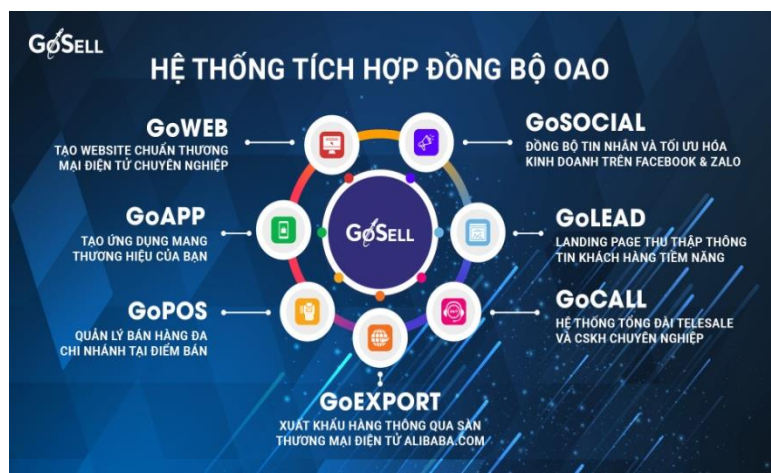 GoSELL
HỆ THỐNG TÍCH HỢP ĐỒNG BỘ OAO
GoWEB
TẠO WEBSITE CHUẨN THƯƠNG
MẠI ĐIỆN TỬ CHUYÊN NGHIỆP
GoSOCIAL
ĐỒNG BỘ TIN NHẮN VÀ TỐI ƯU HÓA
KINH DOANH TRÊN FACEBOOK & ZALO
GoAPP
TẠO ỨNG DỤNG MANG
THƯƠNG HIỆU CỦA BẠN
GoSELL
GoLEAD
LANDING PAGE THU THẬP THÔNG
TIN KHÁCH HÀNG TIỀM NĂNG
GoPOS
QUẢN LÝ BÁN HÀNG ĐA
CHI NHÁNH TẠI ĐIỂM BÁN
GoCALL
HỆ THỐNG TỔNG ĐÀI TELESALE
VÀ CSKH CHUYÊN NGHIỆP
GoEXPORT
XUẤT KHẨU HÀNG THÔNG QUA SÀN
THƯƠNG MẠI ĐIỆN TỬ ALIBABA.COM